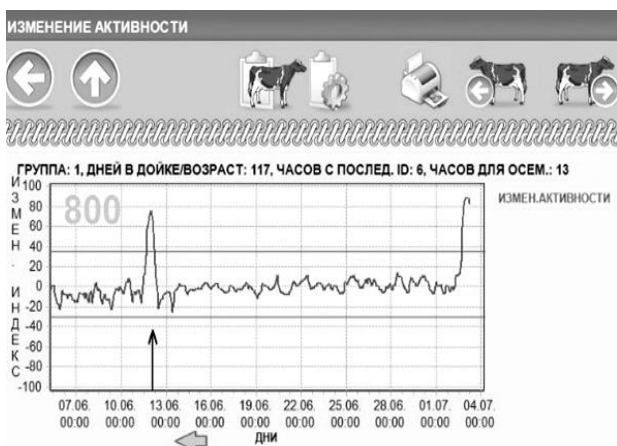 ИЗМЕНЕНИЕ АКТИВНОСТИ
ГРУППА: 1, ДНЕЙ В ДОЙКЕ/ВОЗРАСТ: 117, ЧАСОВ С ПОСЛЕД. ID: 6, ЧАСОВ ДЛЯ ОСЕМ.: 13
ИЗМЕН. ИНДЕКС
800
ИЗМЕН.АКТИВНОСТИ
100
80
60
40
20
0
-20
-40
-60
-80
-100
07.06. 10.06. 13.06. 16.06. 19.06. 22.06. 25.06. 28.06. 01.07. 04.07.
00:00 00:00 00:00 00:00 00:00 00:00 00:00 00:00 00:00 00:00
ДНИ